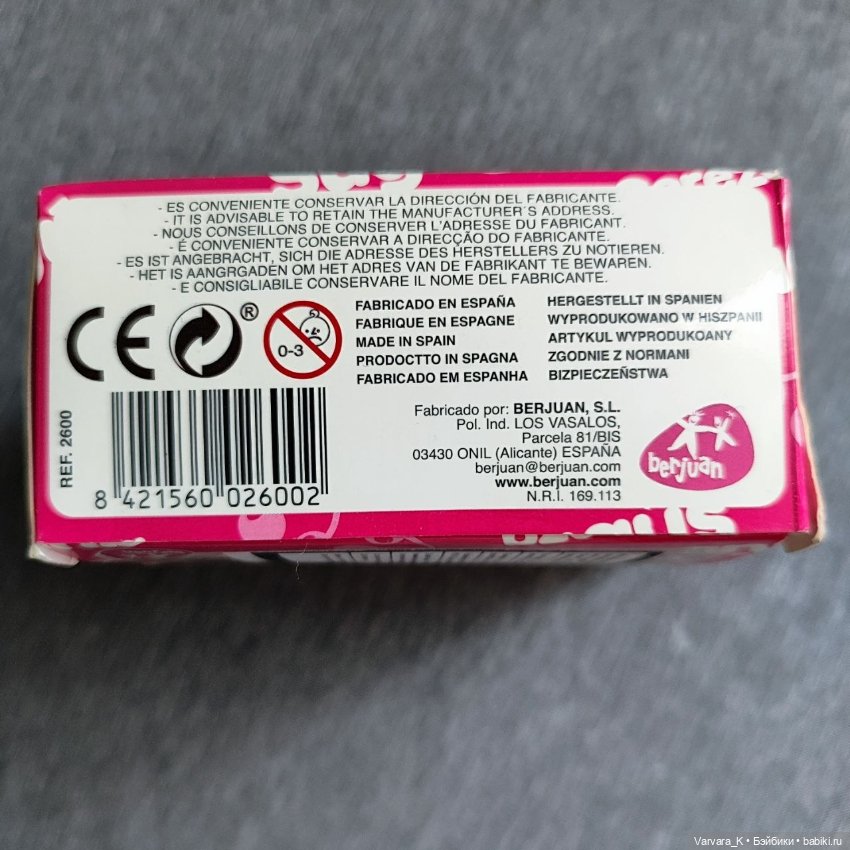 - ES CONVENIENTE CONSERVAR LA DIRECCIÓN DEL FABRICANTE.
- IT IS ADVISABLE TO RETAIN THE MANUFACTURER´S ADDRESS.
- NOUS CONSEILLONS DE CONSERVER L'ADRESSE DU FABRICANT.
- É CONVENIENTE CONSERVAR A DIRECÇÃO DO FABRICANTE.
- ES IST ANGEBRACHT, SICH DIE ADRESSE DES HERSTELLERS ZU NOTIEREN.
- HET IS AANGRGADEN OM HET ADRES VAN DE FABRIKANT TE BEWAREN.
- E CONSIGLIABILE CONSERVARE IL NOME DEL FABRICANTE.
CE
®
0-3
FABRICADO EN ESPAÑA
FABRIQUE EN ESPAGNE
MADE IN SPAIN
PRODOCTTO IN SPAGNA
FABRICADO EM ESPANHA
HERGESTELLT IN SPANIEN
WYPRODUKOWANO W HISZPANII
ARTYKUL WYPRODUKOANY
ZGODNIE Z NORMANI
BIZPIECZEŃSTWA
REF. 2600
8 421560 026002
Fabricado por: BERJUAN, S.L.
Pol. Ind. LOS VASALOS,
Parcela 81/BIS
03430 ONIL (Alicante) ESPAÑA
berjuan@berjuan.com
www.berjuan.com
N.R.I. 169.113
berjuan
Varvara_K • Бэйбики • babiki.ru